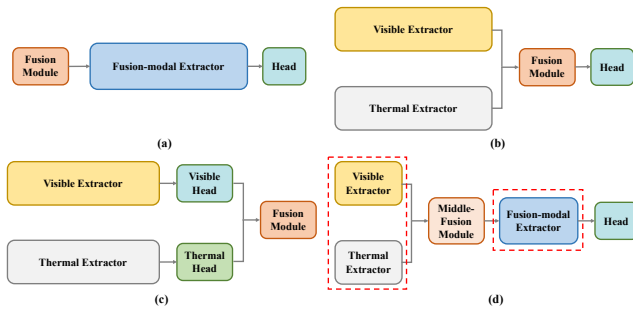 Fusion
Module
Fusion-modal Extractor
Head
(a)
Visible Extractor
Thermal Extractor
Fusion
Module
Head
(b)
Visible Extractor
Visible
Head
Thermal Extractor
Thermal
Head
Fusion
Module
(c)
Visible
Extractor
Thermal
Extractor
Middle-
Fusion
Module
Fusion-modal
Extractor
Head
(d)